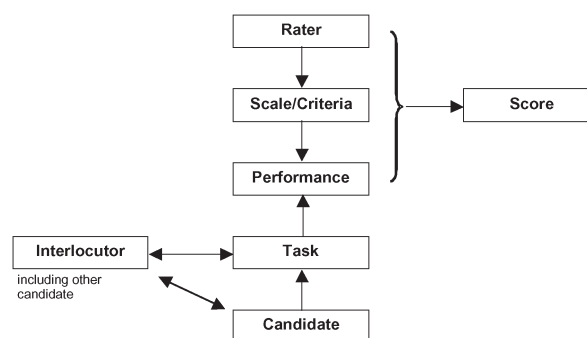 Rater
Scale/Criteria
Score
Performance
Interlocutor
Task
including other
candidate
Candidate